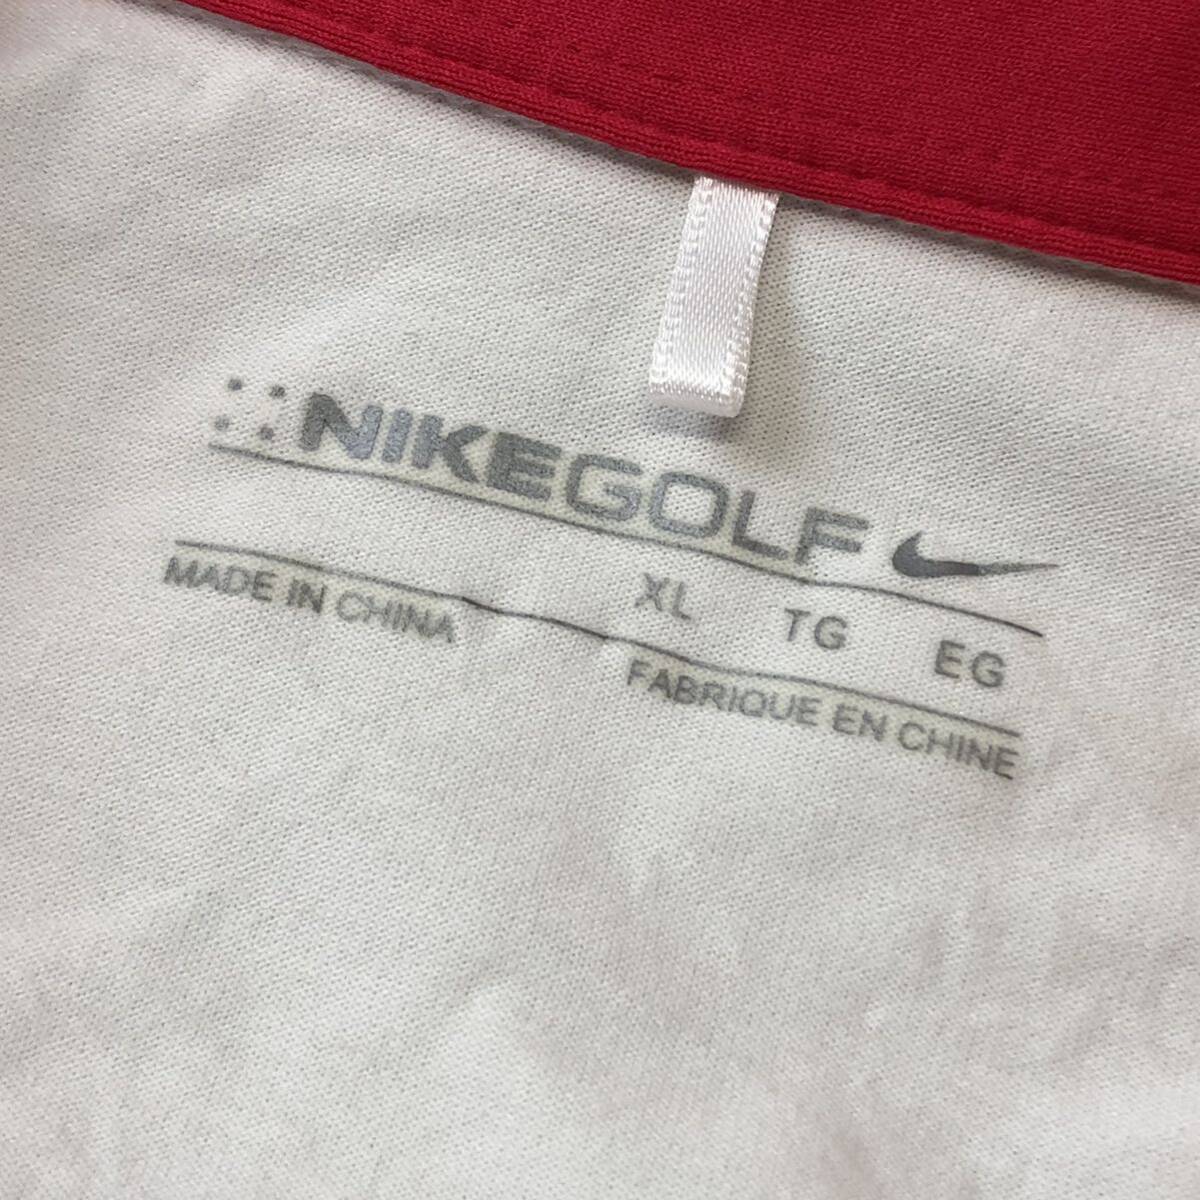 NIKEGOLF
XL TG EG
MADE IN CHINA
FABRIQUE EN CHINE